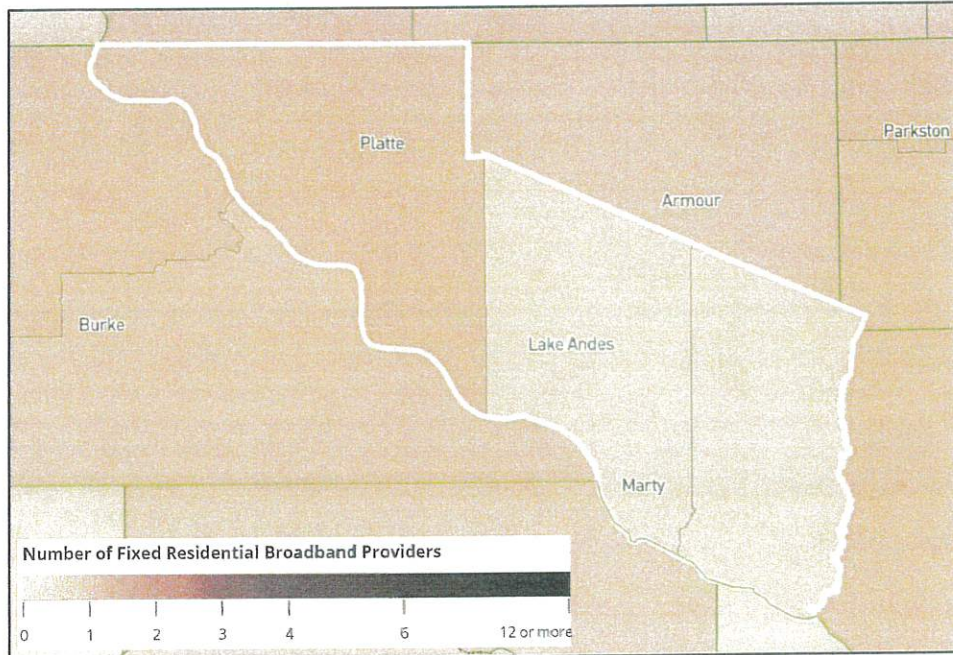 Platte
Parkston
Armour
Burke
Lake Andes
Marty
Number of Fixed Residential Broadband Providers
0 1 2 3 4 6 12 or more